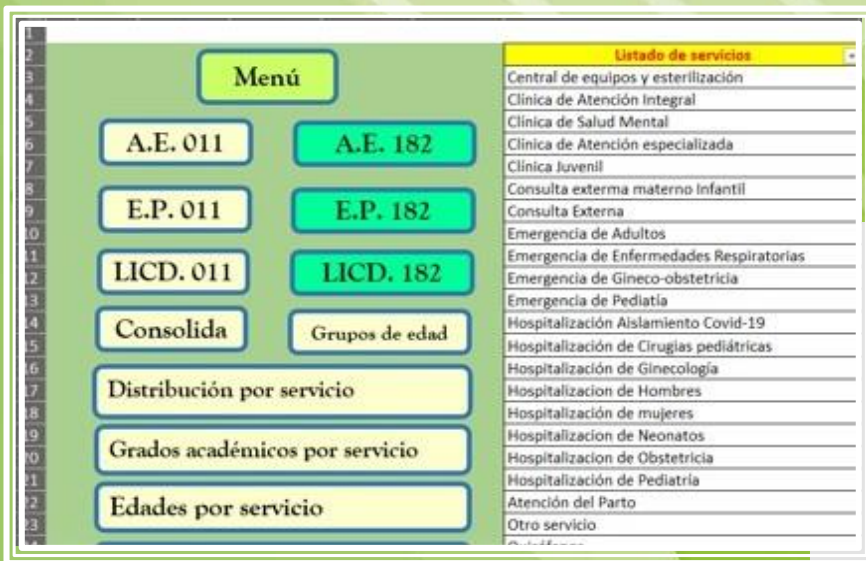 Menú
A.E. 011
A.E. 182
E.P. 011
E.P. 182
LICD. 011
LICD. 182
Consolida
Grupos de edad
Distribución por servicio
Grados académicos por servicio
Edades por servicio
Listado de servicios
Central de equipos y esterilización
Clínica de Atención Integral
Clínica de Salud Mental
Clínica de Atención especializada
Clínica Juvenil
Consulta externa materno Infantil
Consulta Externa
Emergencia de Adultos
Emergencia de Enfermedades Respiratorias
Emergencia de Gineco-obstetricia
Emergencia de Pediatía
Hospitalización Aislamiento Covid-19
Hospitalización de Cirugias pediátricas
Hospitalización de Ginecología
Hospitalizacion de Hombres
Hospitalización de mujeres
Hospitalizacion de Neonatos
Hospitalizacion de Obstetricia
Hospitalización de Pediatría
Atención del Parto
Otro servicio